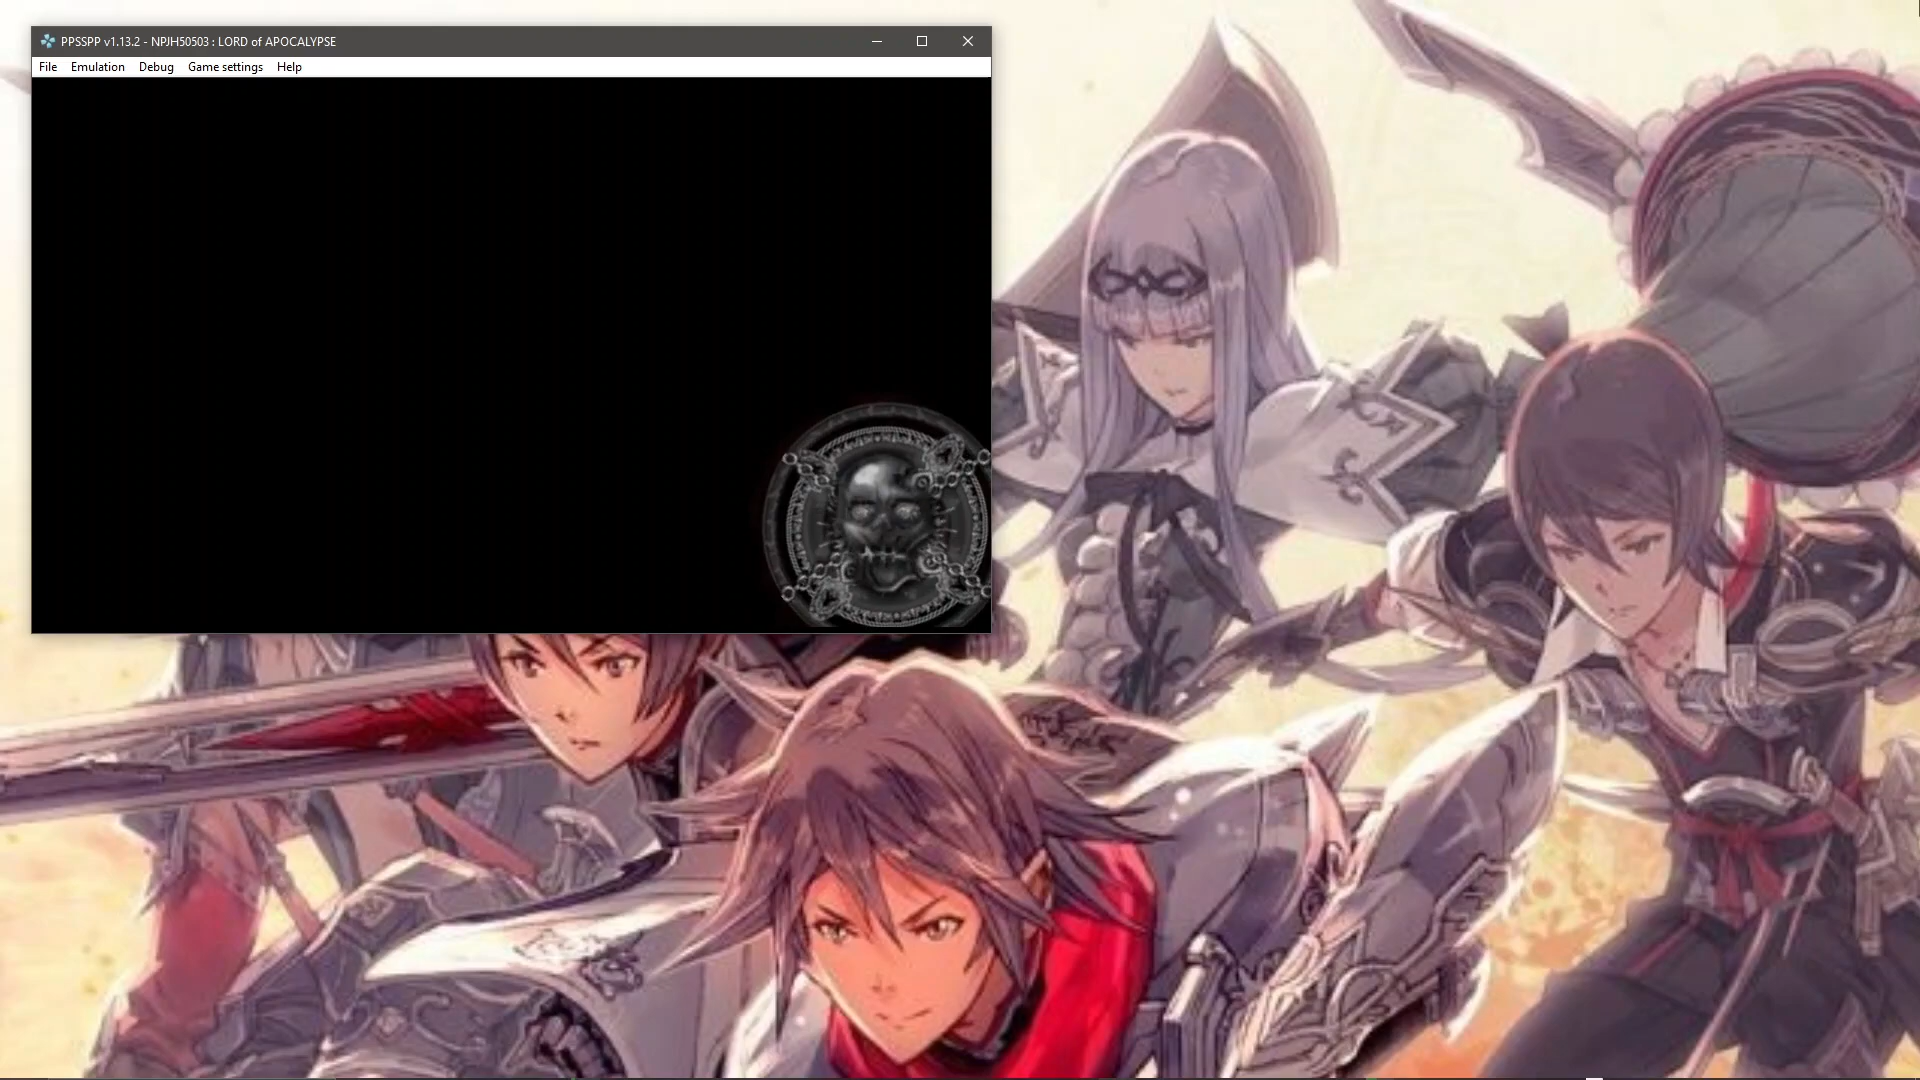 PPSSPP v1.13.2 - NPJH50503 : LORD of APOCALYPSE
File Emulation Debug Game settings Help